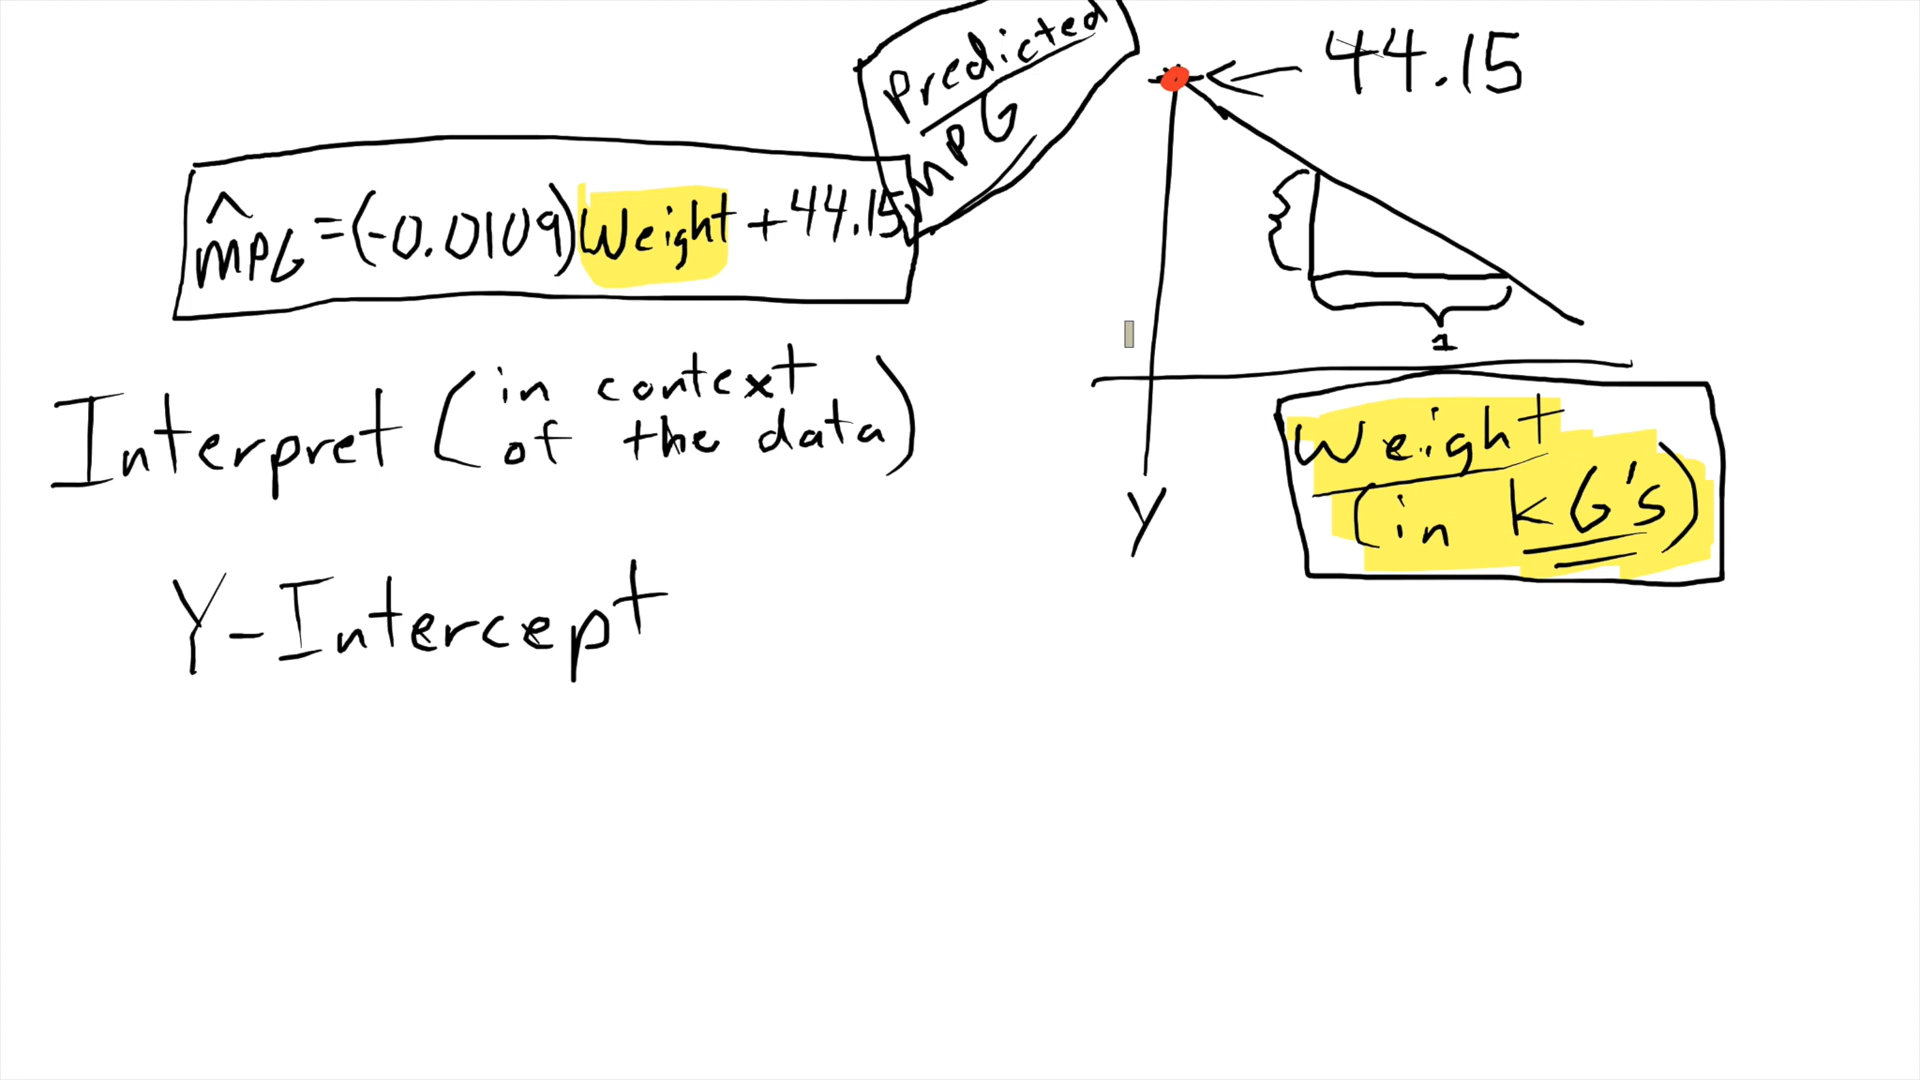 Predicted
MPG
44.15
^
MPG = (-0.0109) Weight + 44.15
1
Interpret (in context
of the data)
Weight
(in KG's)
Y
Y-Intercept